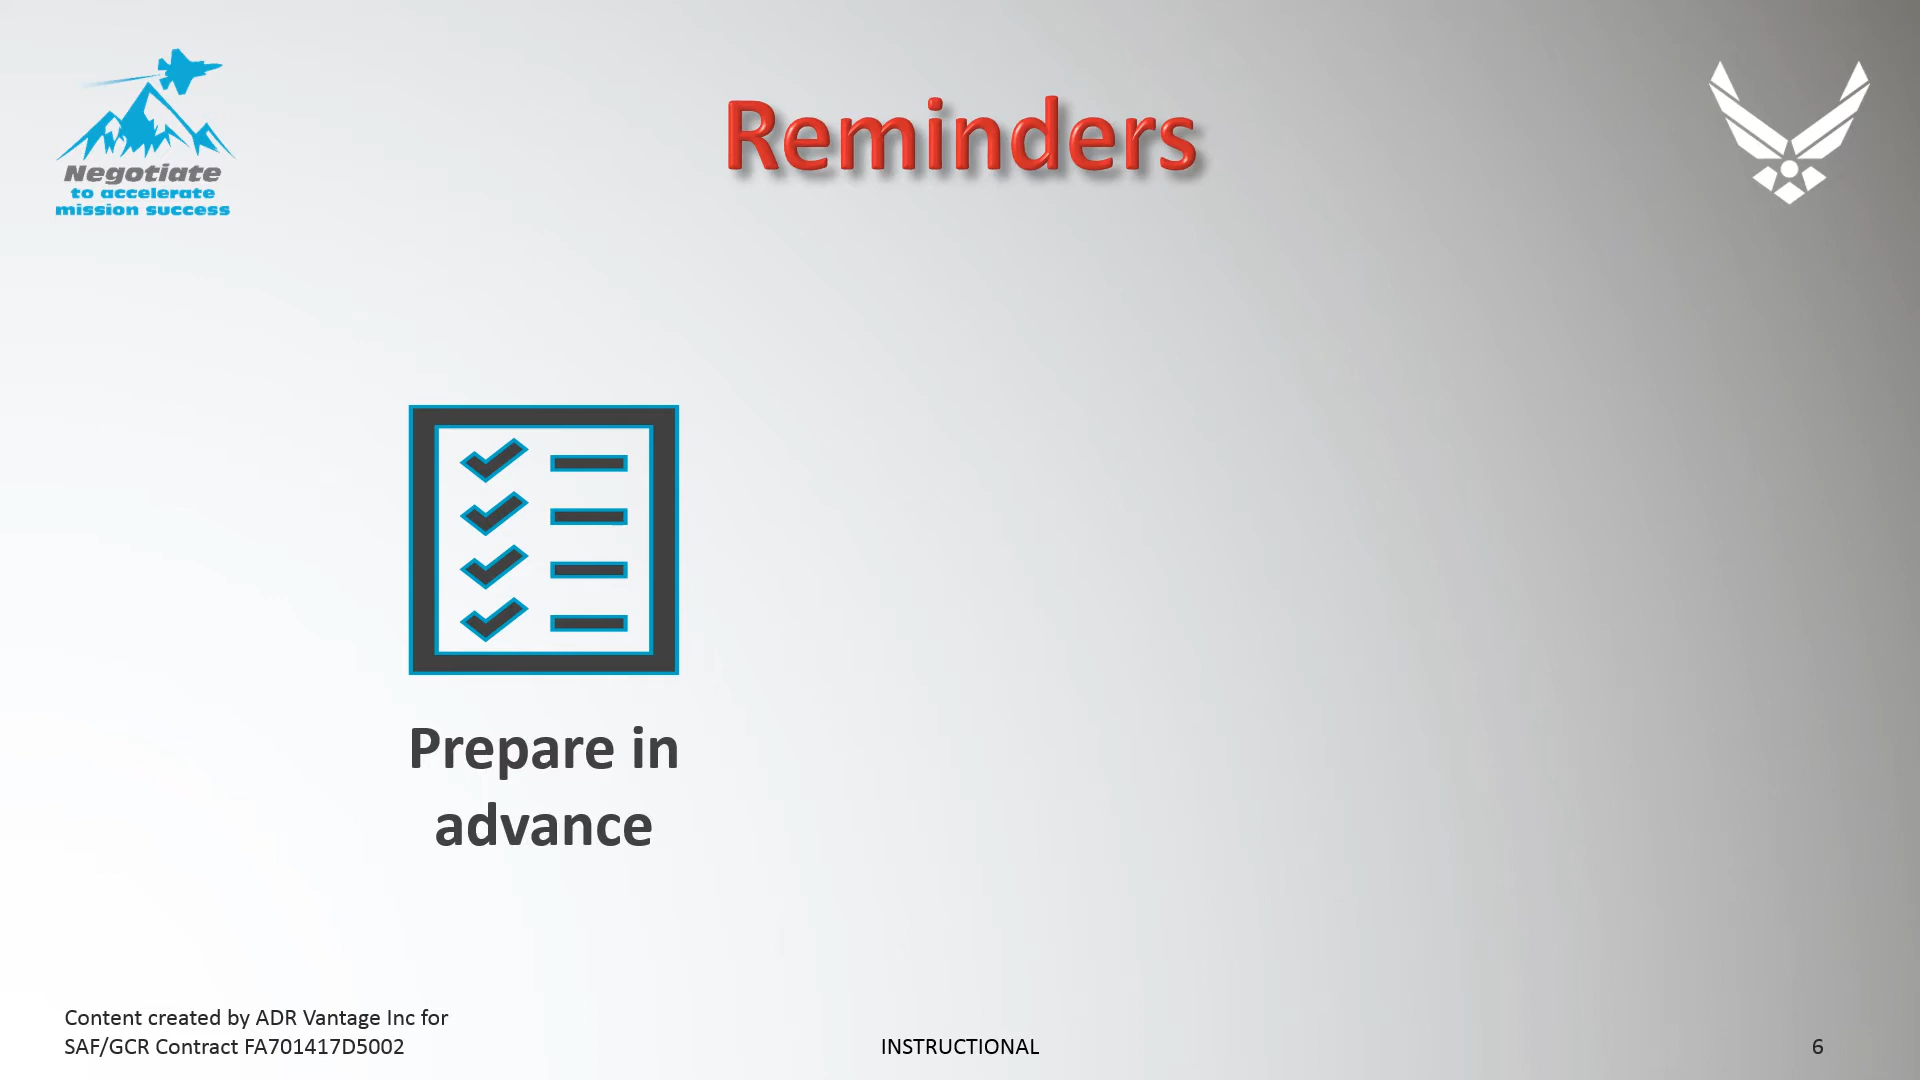 Negotiate
to accelerate
mission success
Reminders
Prepare in
advance
Content created by ADR Vantage Inc for
SAF/GCR Contract FA701417D5002
INSTRUCTIONAL
6